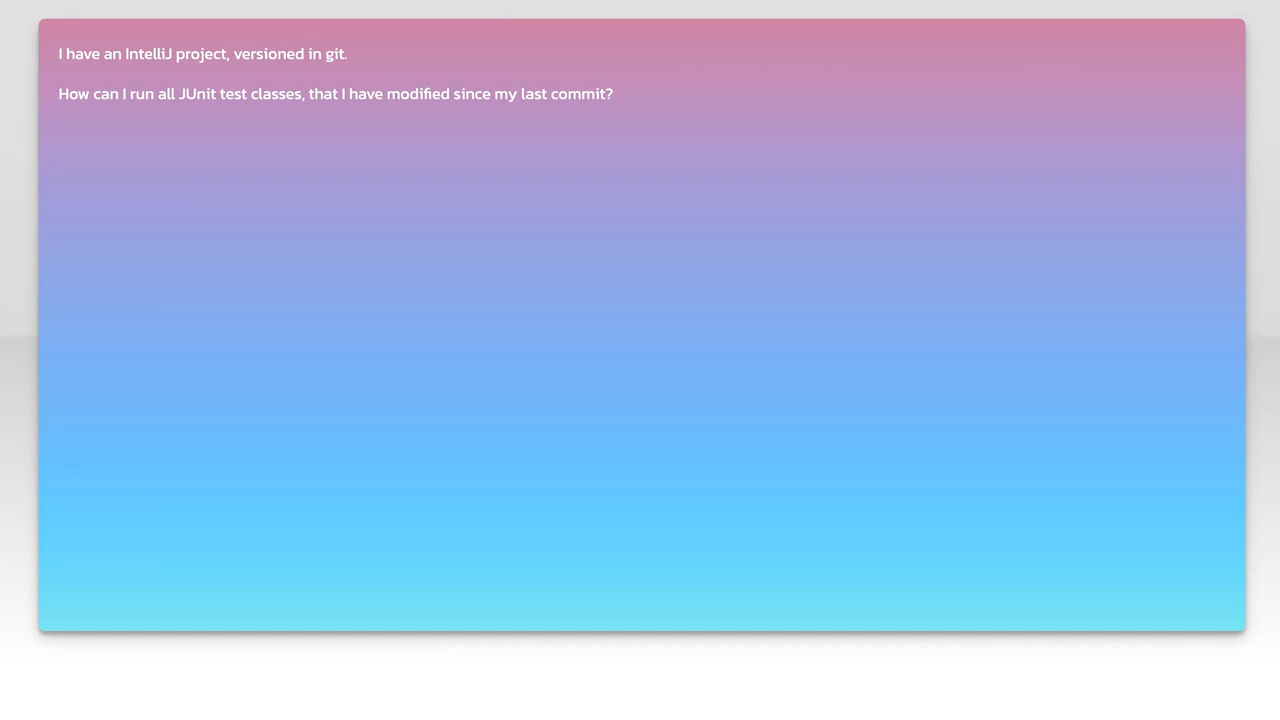 I have an IntelliJ project, versioned in git.
How can I run all JUnit test classes, that I have modified since my last commit?